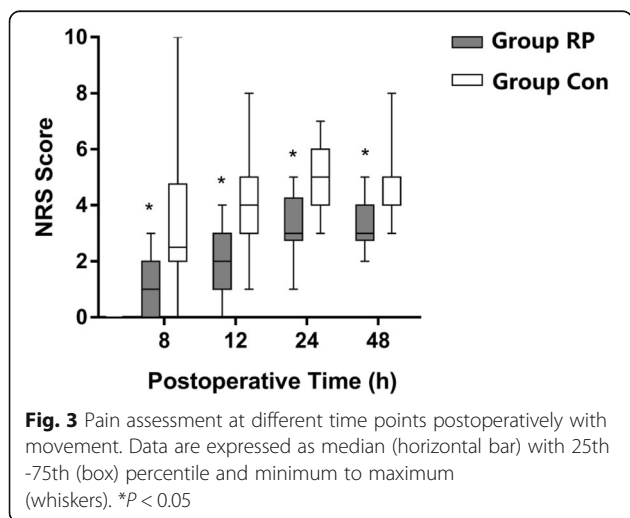 10
8
6
4
2
0
NRS Score
* * * *
8 12 24 48
Postoperative Time (h)
Group RP
Group Con
Fig. 3 Pain assessment at different time points postoperatively with
movement. Data are expressed as median (horizontal bar) with 25th
-75th (box) percentile and minimum to maximum
(whiskers). *P < 0.05